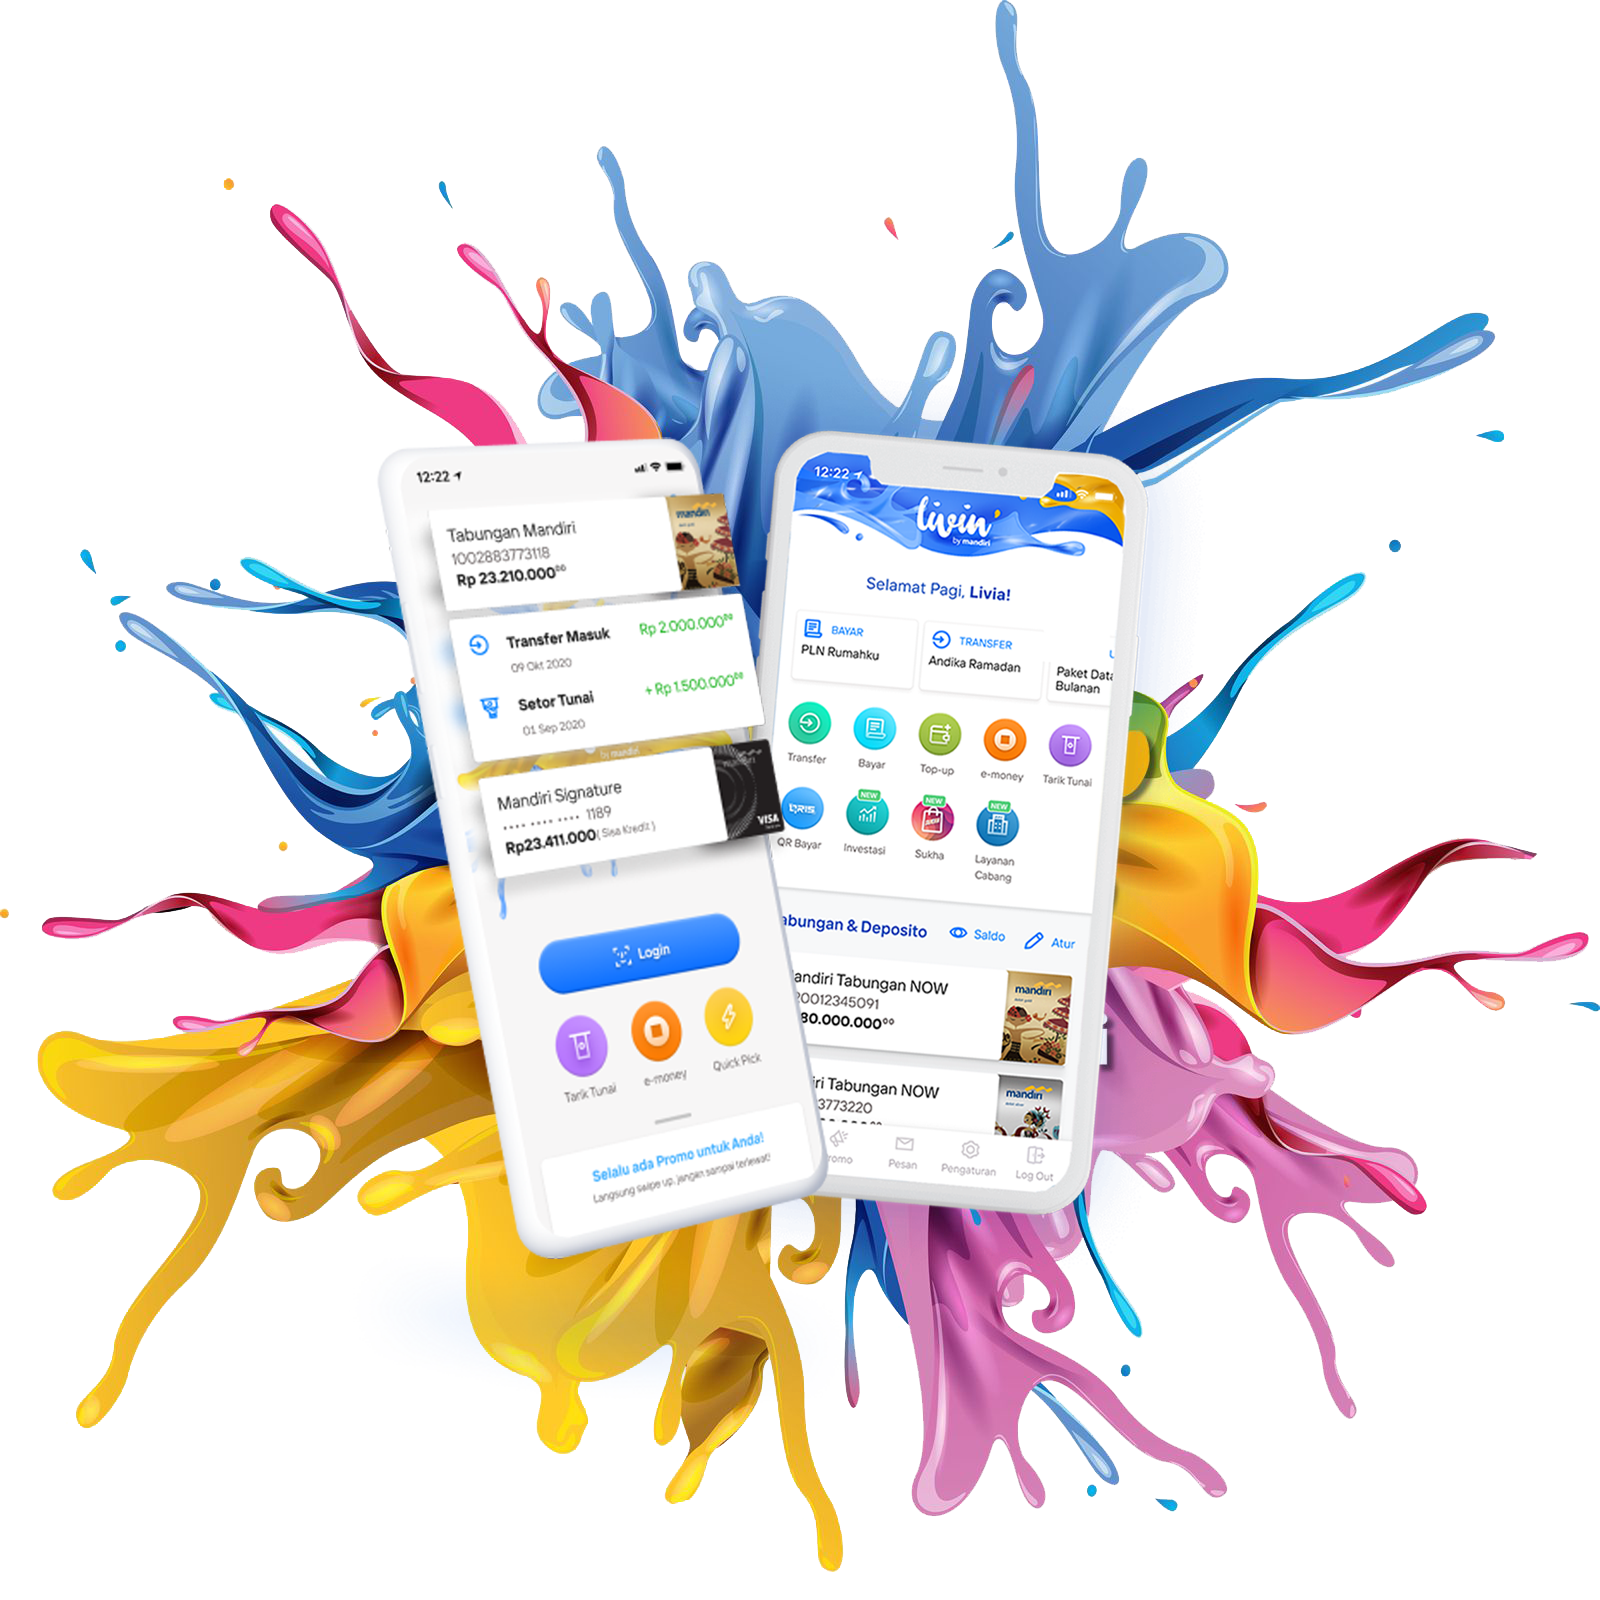 12:22
Tabungan Mandiri
1002883773118
Rp 23.210.000⁰⁰
mandiri
Transfer Masuk
Rp 2.000.000⁰⁰
09 Okt 2020
Setor Tunai
+ Rp 1.500.000⁰⁰
01 Sep 2020
by mandiri
Mandiri Signature
•••• •••• •••• 1189
Rp23.411.000 ( Sisa Kredit )
VISA
Login
Tarik Tunai
e-money
Quick Pick
Selalu ada Promo untuk Anda!
Langsung swipe up, jangan sampai terlewat!
12:22
livin'
by mandiri
Selamat Pagi, Livia!
BAYAR
PLN Rumahku
TRANSFER
Andika Ramadan
Paket Data
Bulanan
Transfer
Bayar
Top-up
e-money
Tarik Tunai
QRIS
NEW
NEW
NEW
QR Bayar
Investasi
Sukha
Layanan
Cabang
abungan & Deposito
Saldo
Atur
andiri Tabungan NOW
20012345091
80.000.000⁰⁰
mandiri
iri Tabungan NOW
3773220
mandiri
romo
Pesan
Pengaturan
Log Out